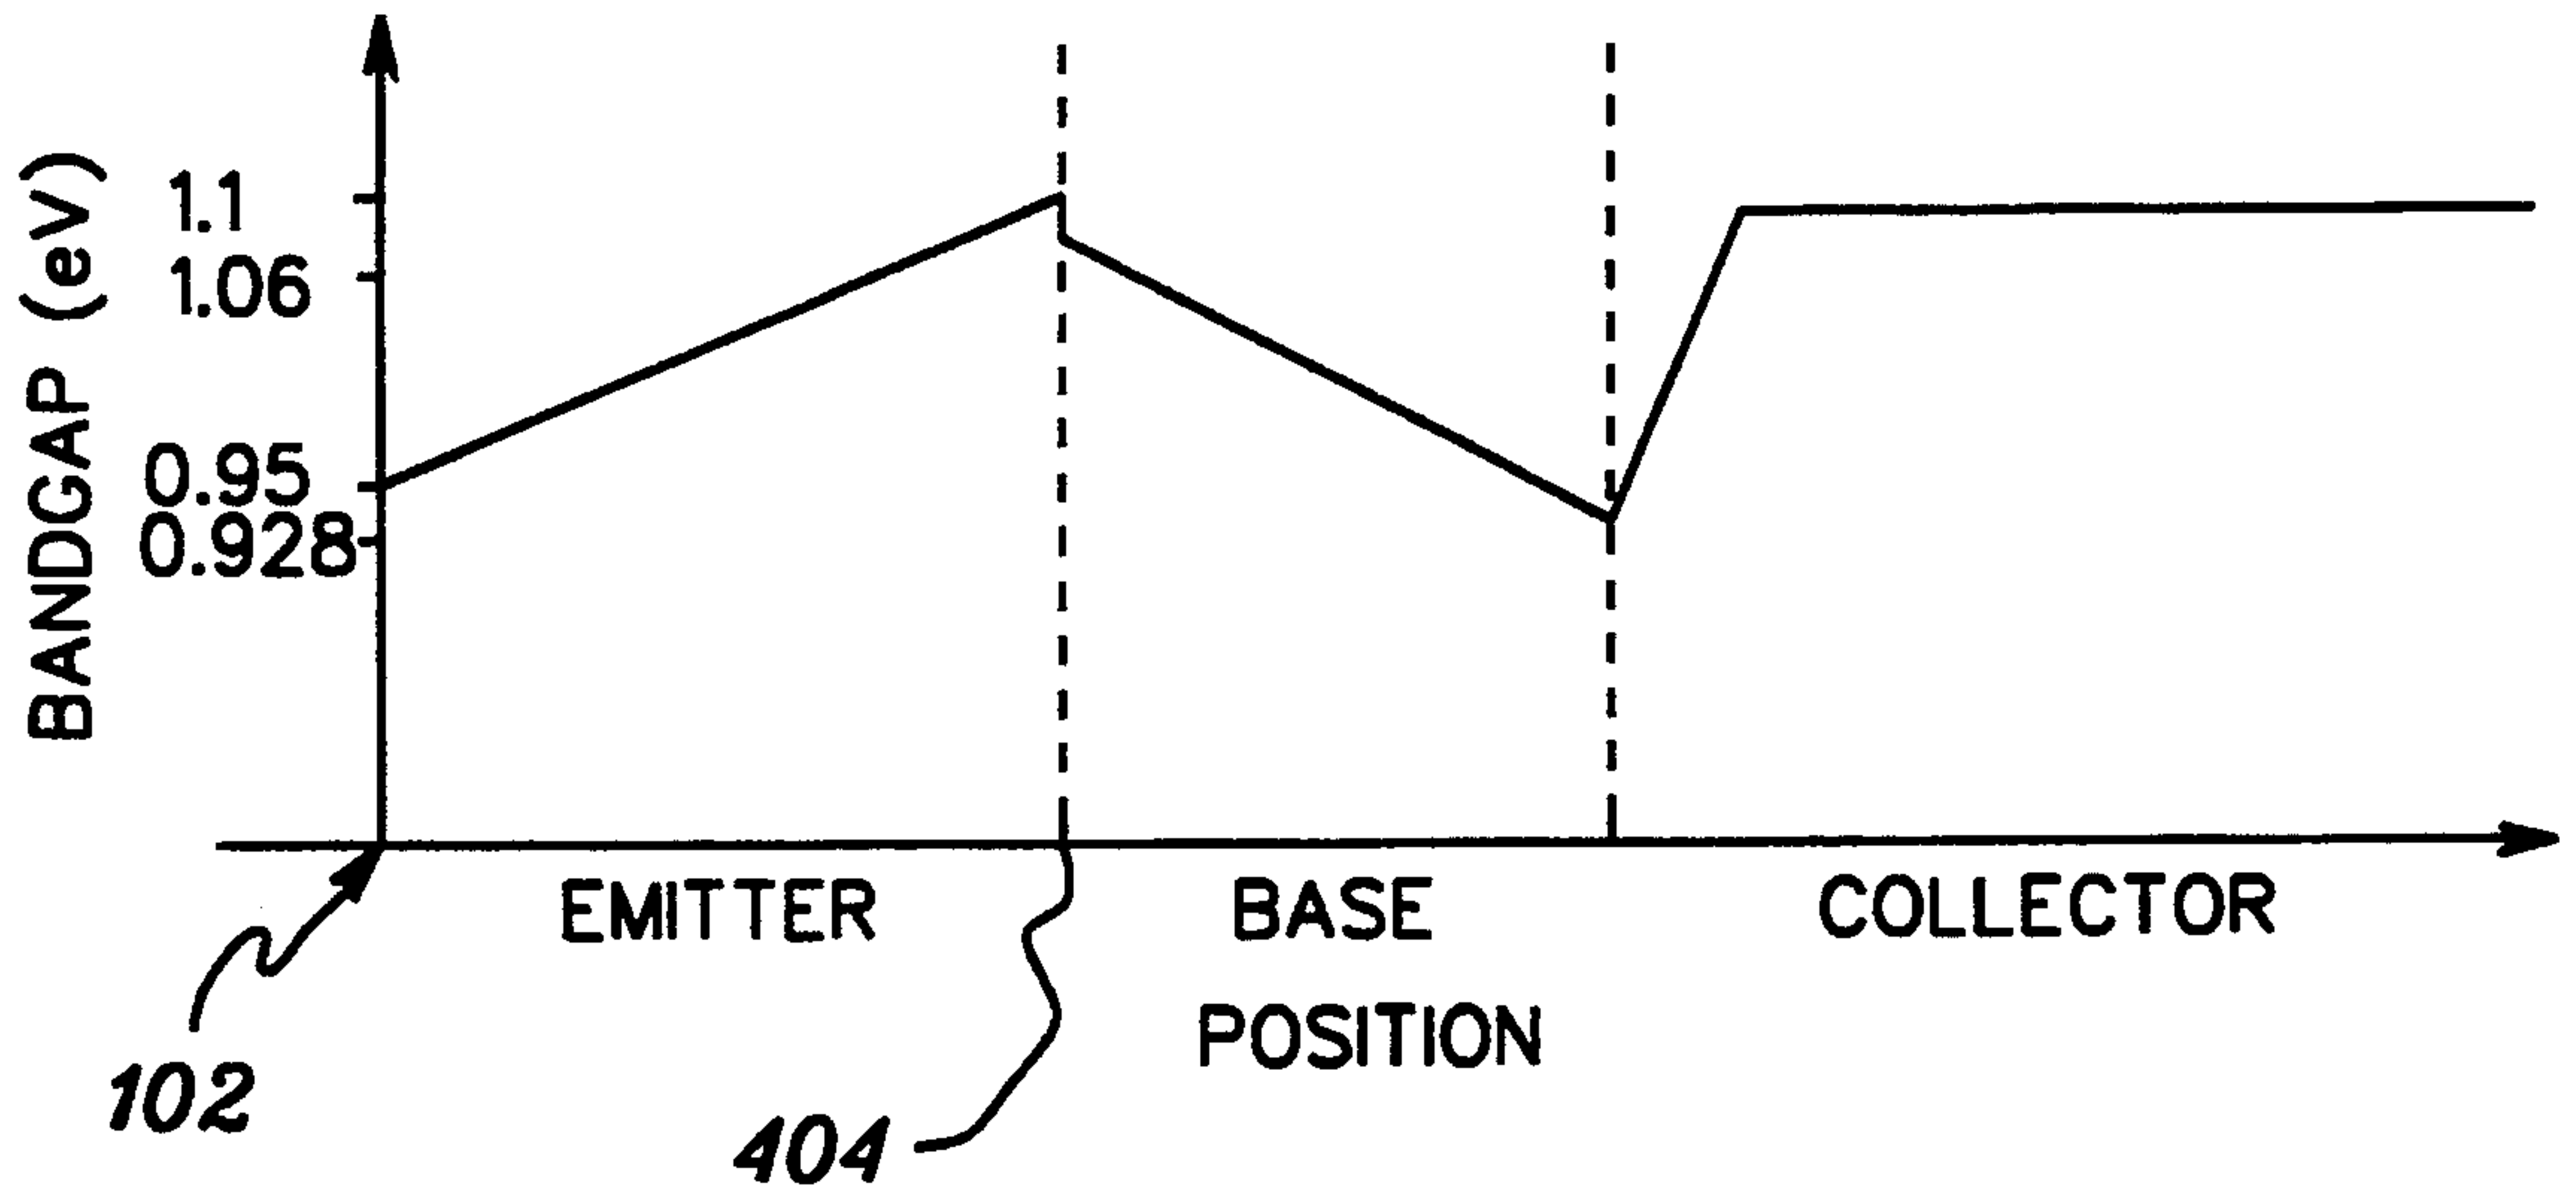 BANDGAP (eV)
1.1
1.06
0.95
0.928
EMITTER BASE COLLECTOR
POSITION
102
404